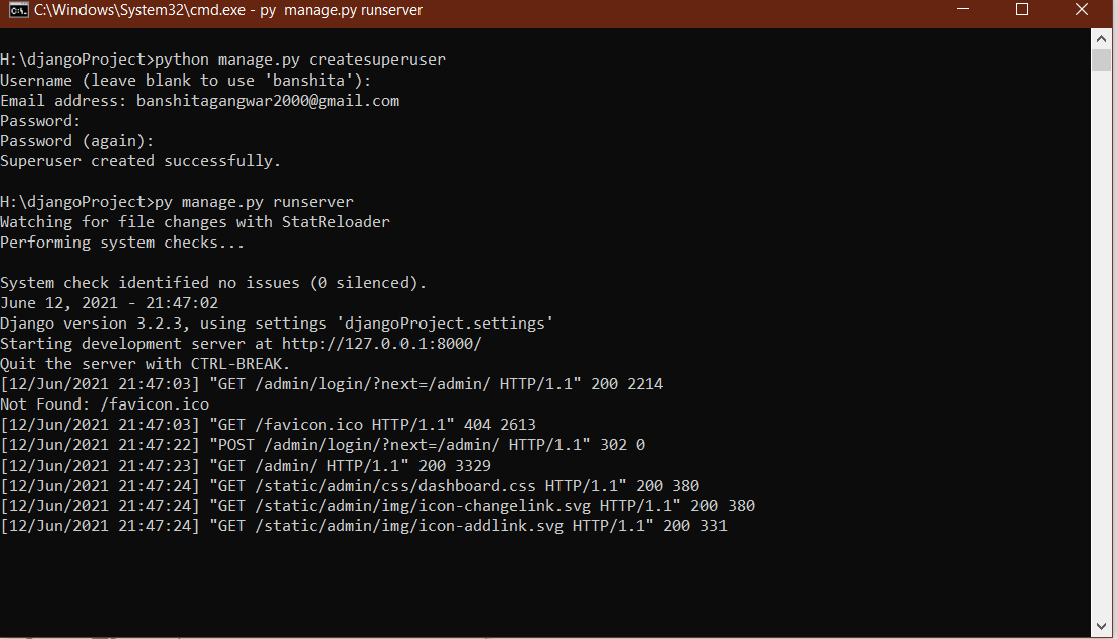 C:\Windows\System32\cmd.exe - py  manage.py runserver
H:\djangoProject>python manage.py createsuperuser
Username (leave blank to use 'banshita'):
Email address: banshitagangwar2000@gmail.com
Password:
Password (again):
Superuser created successfully.
H:\djangoProject>py manage.py runserver
Watching for file changes with StatReloader
Performing system checks...
System check identified no issues (0 silenced).
June 12, 2021 - 21:47:02
Django version 3.2.3, using settings 'djangoProject.settings'
Starting development server at http://127.0.0.1:8000/
Quit the server with CTRL-BREAK.
[12/Jun/2021 21:47:03] "GET /admin/login/?next=/admin/ HTTP/1.1" 200 2214
Not Found: /favicon.ico
[12/Jun/2021 21:47:03] "GET /favicon.ico HTTP/1.1" 404 2613
[12/Jun/2021 21:47:22] "POST /admin/login/?next=/admin/ HTTP/1.1" 302 0
[12/Jun/2021 21:47:23] "GET /admin/ HTTP/1.1" 200 3329
[12/Jun/2021 21:47:24] "GET /static/admin/css/dashboard.css HTTP/1.1" 200 380
[12/Jun/2021 21:47:24] "GET /static/admin/img/icon-changelink.svg HTTP/1.1" 200 380
[12/Jun/2021 21:47:24] "GET /static/admin/img/icon-addlink.svg HTTP/1.1" 200 331